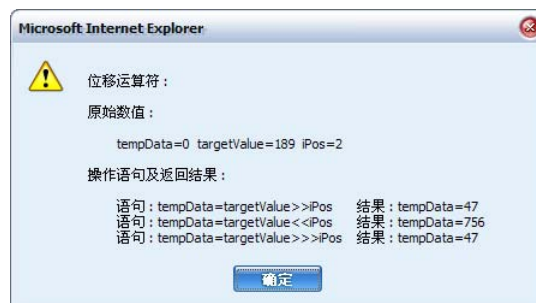 Microsoft Internet Explorer
位移运算符：
原始数值：
tempData=0 targetValue=189 iPos=2
操作语句及返回结果：
语句：tempData=targetValue>>iPos 结果：tempData=47
语句：tempData=targetValue<<iPos 结果：tempData=756
语句：tempData=targetValue>>>iPos 结果：tempData=47
确定